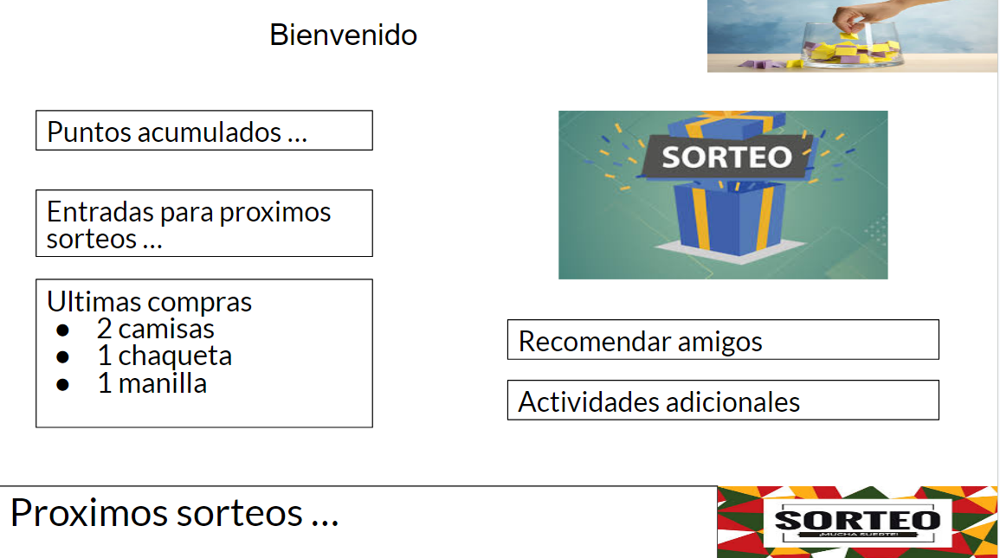 Bienvenido
Puntos acumulados ...
Entradas para proximos
sorteos ...
Ultimas compras
● 2 camisas
● 1 chaqueta
● 1 manilla
SORTEO
Recomendar amigos
Actividades adicionales
Proximos sorteos ...
SORTEO
¡MUCHA SUERTE!